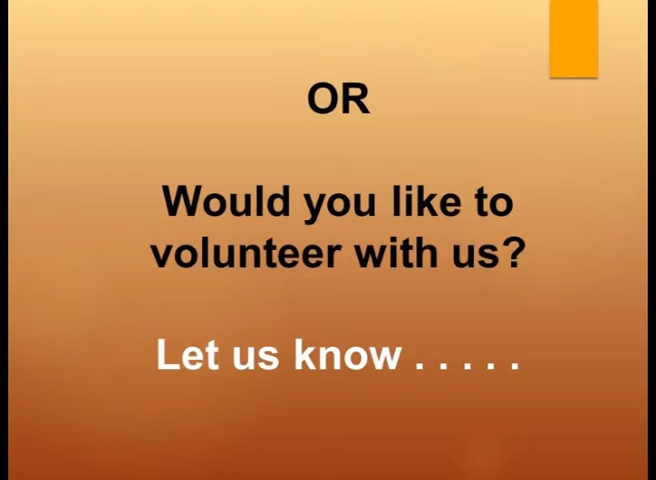 OR
Would you like to
volunteer with us?
Let us know . . . . .